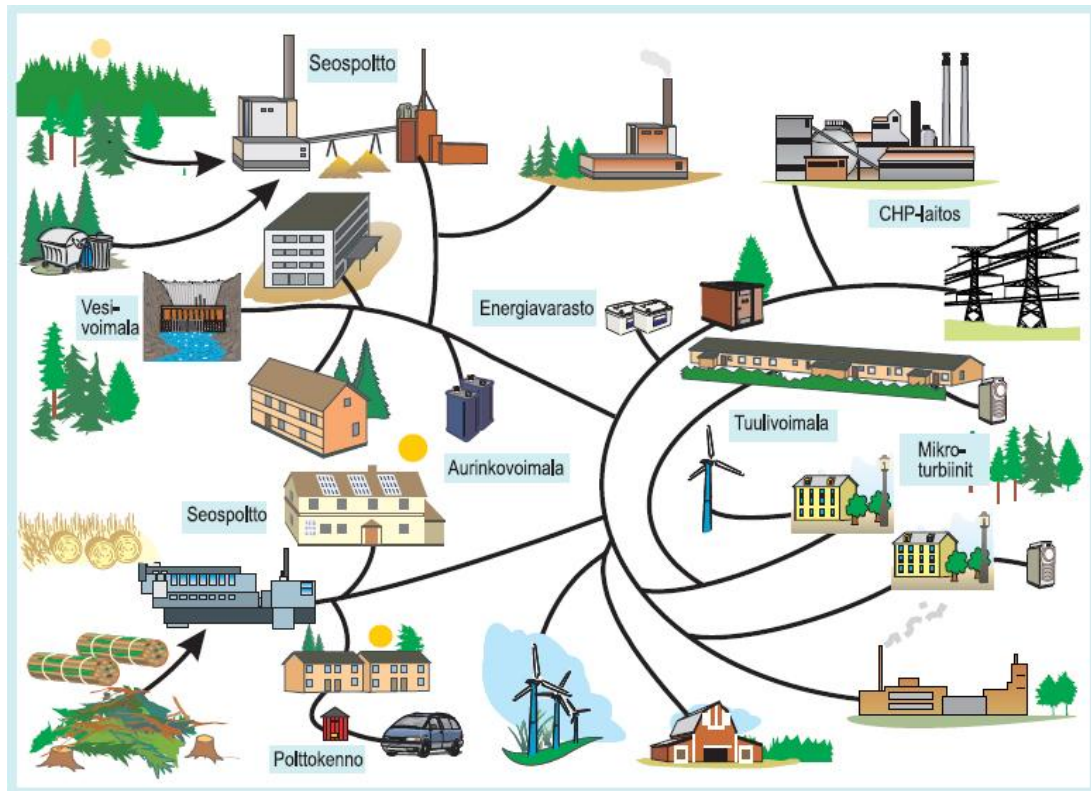 Seospoltto
CHP-laitos
Vesi-
voimala
Energiavarasto
Tuulivoimala
Mikro-
turbiinit
Aurinkovoimala
Seospoltto
Polttokenno